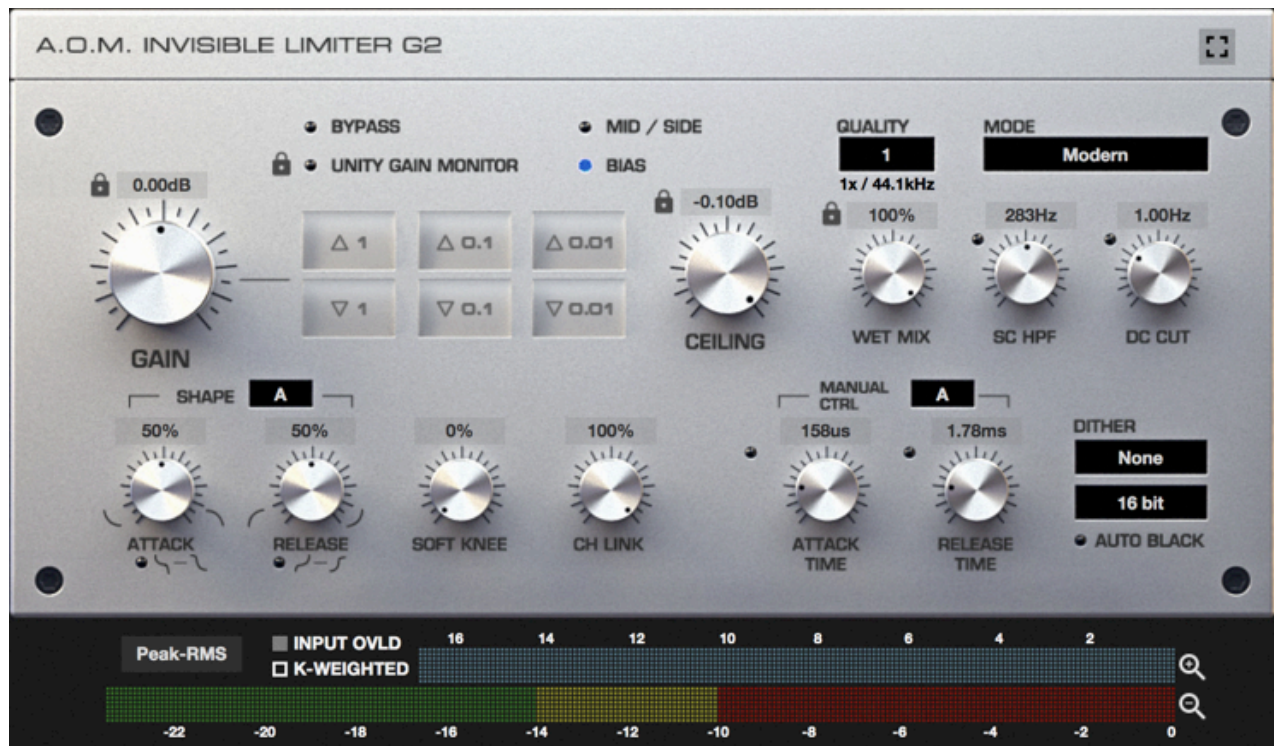 A.O.M. INVISIBLE LIMITER G2
BYPASS
MID / SIDE
QUALITY
MODE
UNITY GAIN MONITOR
BIAS
1
Modern
1x / 44.1kHz
0.00dB
-0.10dB
100%
283Hz
1.00Hz
△ 1
△ 0.1
△ 0.01
▽ 1
▽ 0.1
▽ 0.01
GAIN
CEILING
WET MIX
SC HPF
DC CUT
SHAPE
A
MANUAL
CTRL
A
50%
50%
0%
100%
158us
1.78ms
DITHER
None
16 bit
ATTACK
RELEASE
SOFT KNEE
CH LINK
ATTACK
TIME
RELEASE
TIME
AUTO BLACK
Peak-RMS
INPUT OVLD
K-WEIGHTED
16 14 12 10 8 6 4 2
-22 -20 -18 -16 -14 -12 -10 -8 -6 -4 -2 0